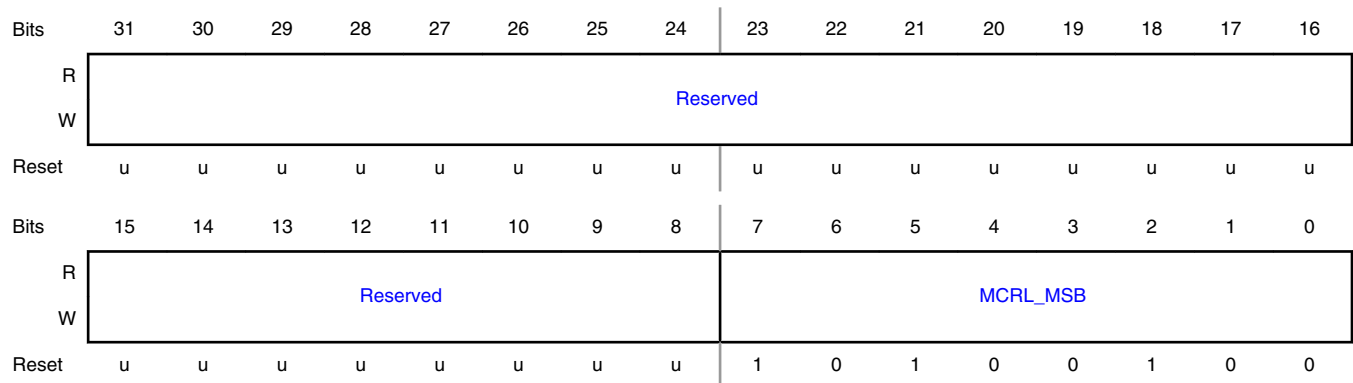 Bits 31 30 29 28 27 26 25 24 23 22 21 20 19 18 17 16
R
Reserved
W
Reset u u u u u u u u u u u u u u u u
Bits 15 14 13 12 11 10 9 8 7 6 5 4 3 2 1 0
R
Reserved MCRL_MSB
W
Reset u u u u u u u u 1 0 1 0 0 1 0 0